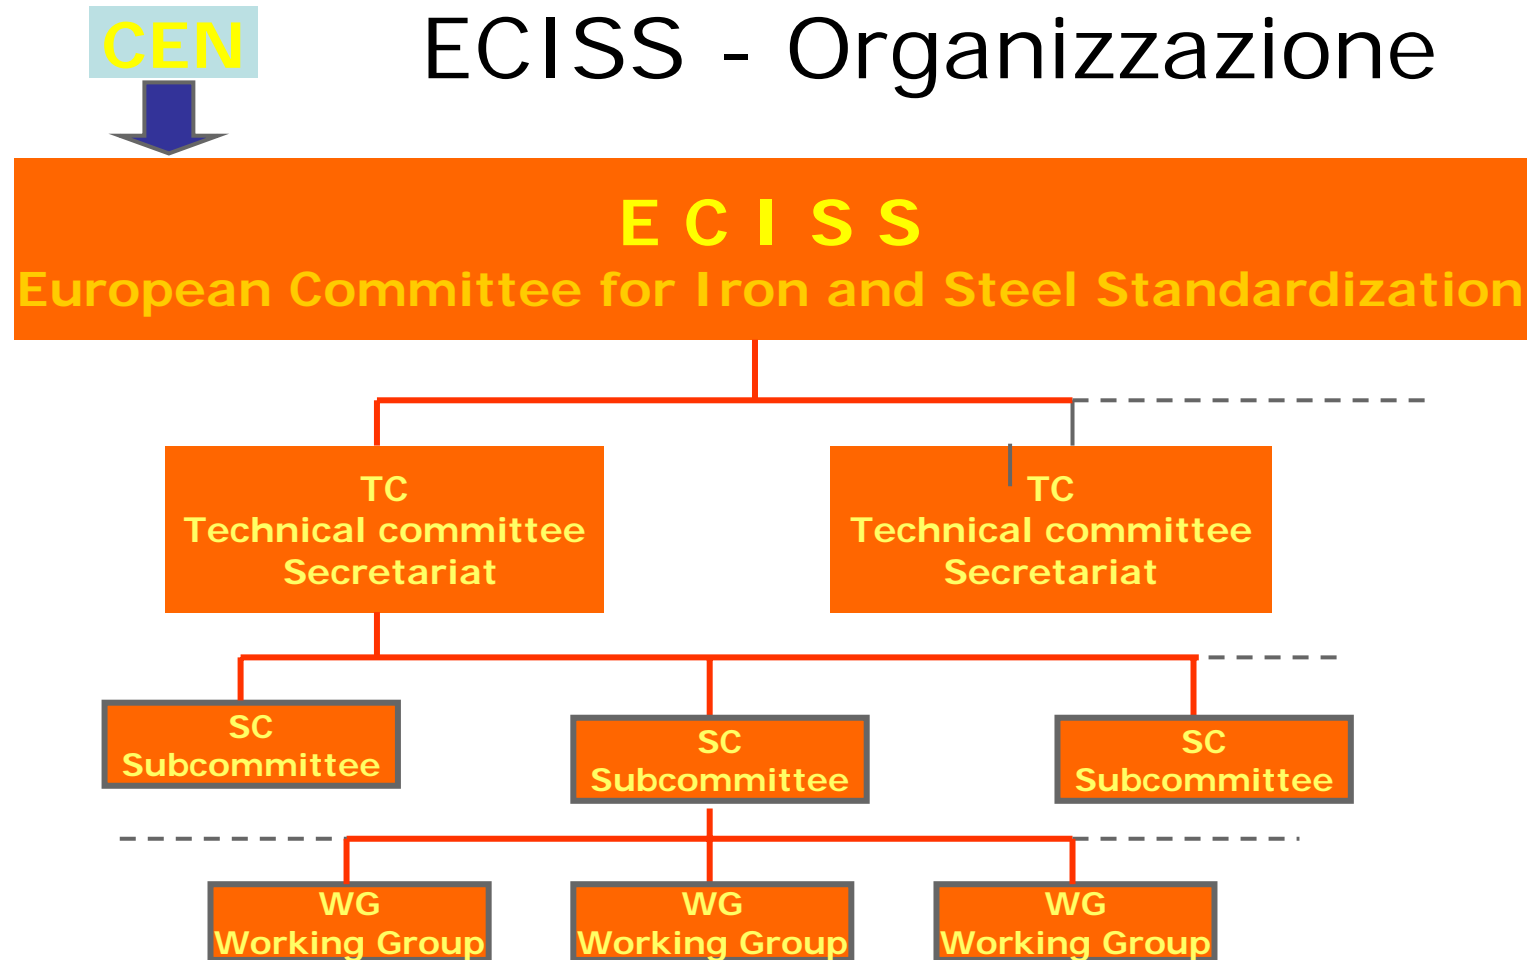 CEN
ECISS - Organizzazione
E C I S S
European Committee for Iron and Steel Standardization
TC
Technical committee
Secretariat
TC
Technical committee
Secretariat
SC
Subcommittee
SC
Subcommittee
SC
Subcommittee
WG
Working Group
WG
Working Group
WG
Working Group